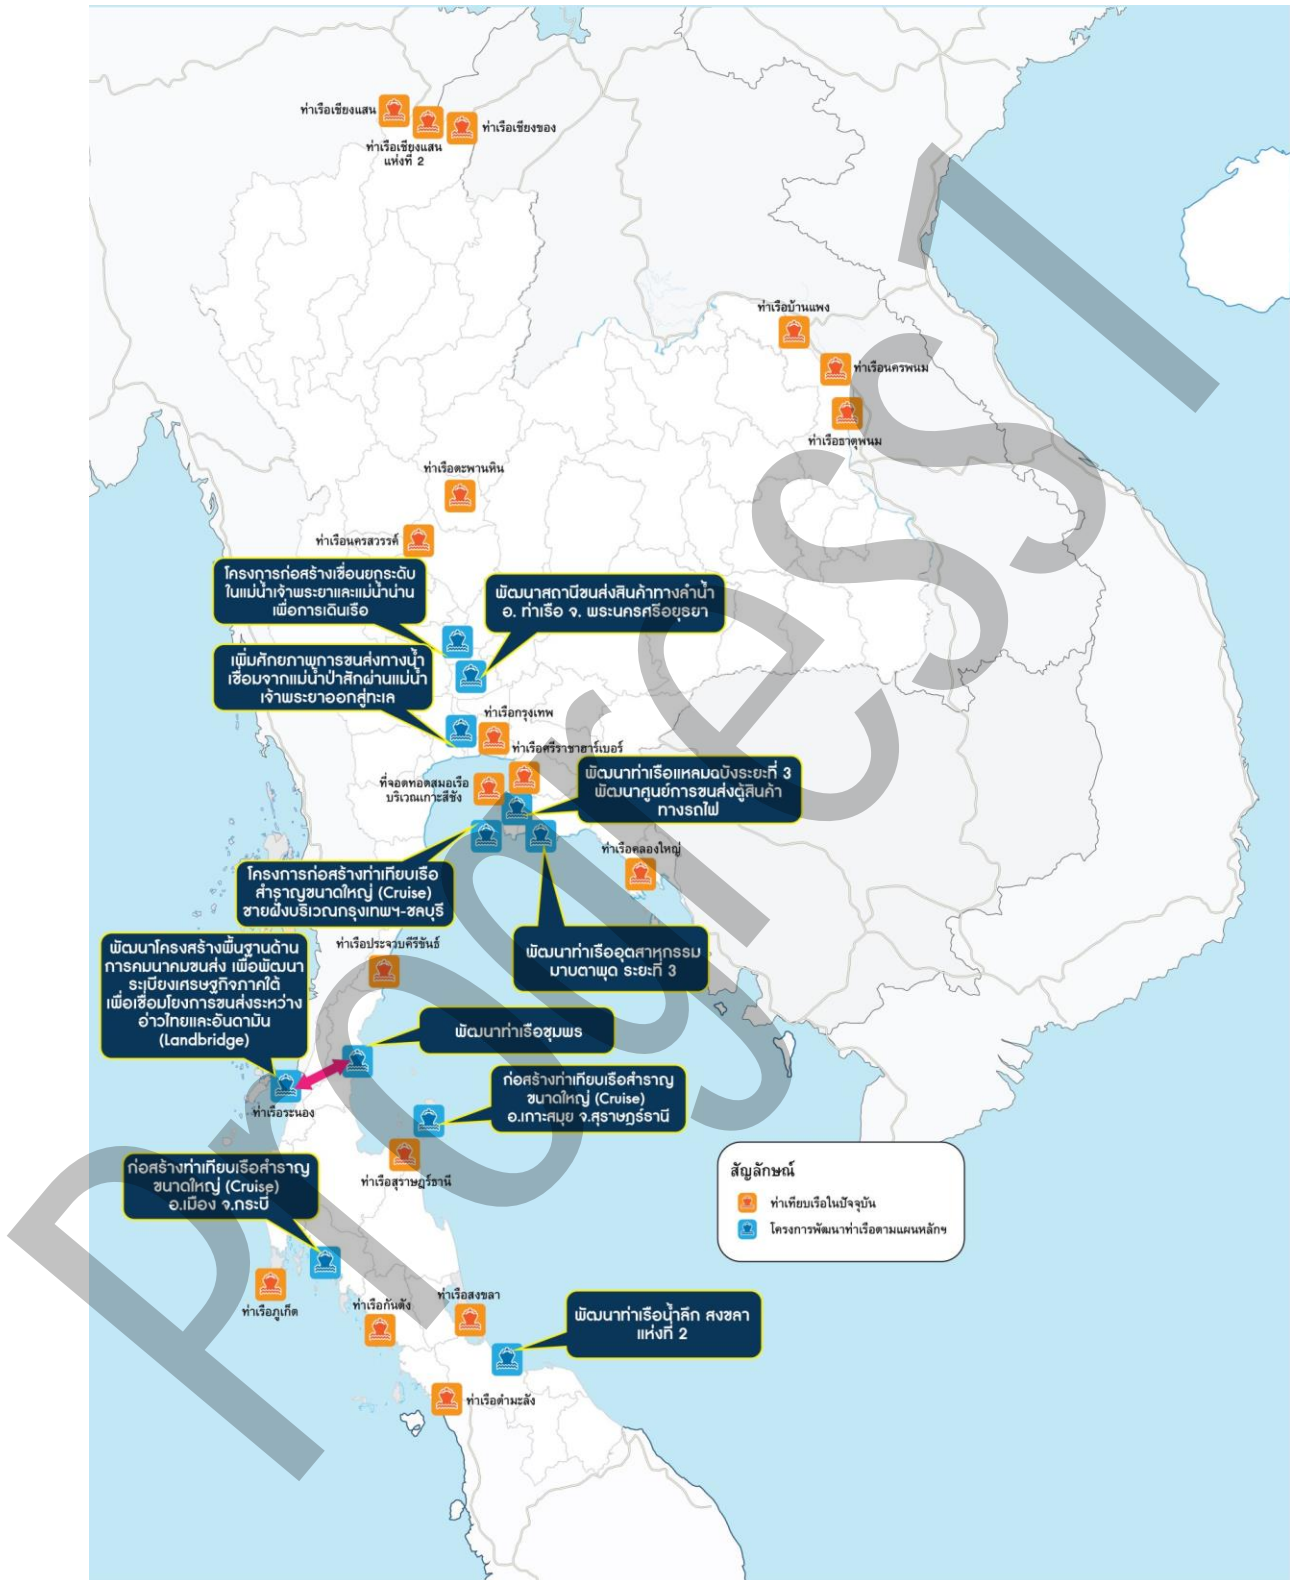 ท่าเรือเชียงแสน
ท่าเรือเชียงแสน
แห่งที่ 2
ท่าเรือเชียงของ
ท่าเรือบ้านแพง
ท่าเรือนครพนม
ท่าเรือธาตุพนม
ท่าเรือตะพานหิน
ท่าเรือนครสวรรค์
โครงการก่อสร้างเขื่อนยกระดับ
ในแม่น้ำเจ้าพระยาและแม่น้ำน่าน
เพื่อการเดินเรือ
พัฒนาสถานีขนส่งสินค้าทางลำน้ำ
อ. ท่าเรือ จ. พระนครศรีอยุธยา
เพิ่มศักยภาพการขนส่งทางน้ำ
เชื่อมจากแม่น้ำป่าสักผ่านแม่น้ำ
เจ้าพระยาออกสู่ทะเล
ท่าเรือกรุงเทพ
ท่าเรือศรีราชาฮาร์เบอร์
ที่จอดทอดสมอเรือ
บริเวณเกาะสีชัง
พัฒนาท่าเรือแหลมฉบังระยะที่ 3
พัฒนาศูนย์การขนส่งตู้สินค้า
ทางรถไฟ
ท่าเรือคลองใหญ่
โครงการก่อสร้างท่าเทียบเรือ
สำราญขนาดใหญ่ (Cruise)
ชายฝั่งบริเวณกรุงเทพฯ-ชลบุรี
พัฒนาท่าเรืออุตสาหกรรม
มาบตาพุด ระยะที่ 3
ท่าเรือประจวบคีรีขันธ์
พัฒนาโครงสร้างพื้นฐานด้าน
การคมนาคมขนส่ง เพื่อพัฒนา
ระเบียงเศรษฐกิจภาคใต้
เพื่อเชื่อมโยงการขนส่งระหว่าง
อ่าวไทยและอันดามัน
(Landbridge)
พัฒนาท่าเรือชุมพร
ท่าเรือระนอง
ก่อสร้างท่าเทียบเรือสำราญ
ขนาดใหญ่ (Cruise)
อ.เกาะสมุย จ.สุราษฎร์ธานี
ท่าเรือสุราษฎร์ธานี
ก่อสร้างท่าเทียบเรือสำราญ
ขนาดใหญ่ (Cruise)
อ.เมือง จ.กระบี่
สัญลักษณ์
ท่าเทียบเรือในปัจจุบัน
โครงการพัฒนาท่าเรือตามแผนหลักฯ
ท่าเรือภูเก็ต
ท่าเรือกันตัง
ท่าเรือสงขลา
พัฒนาท่าเรือน้ำลึก สงขลา
แห่งที่ 2
ท่าเรือตำมะลัง
Progress1